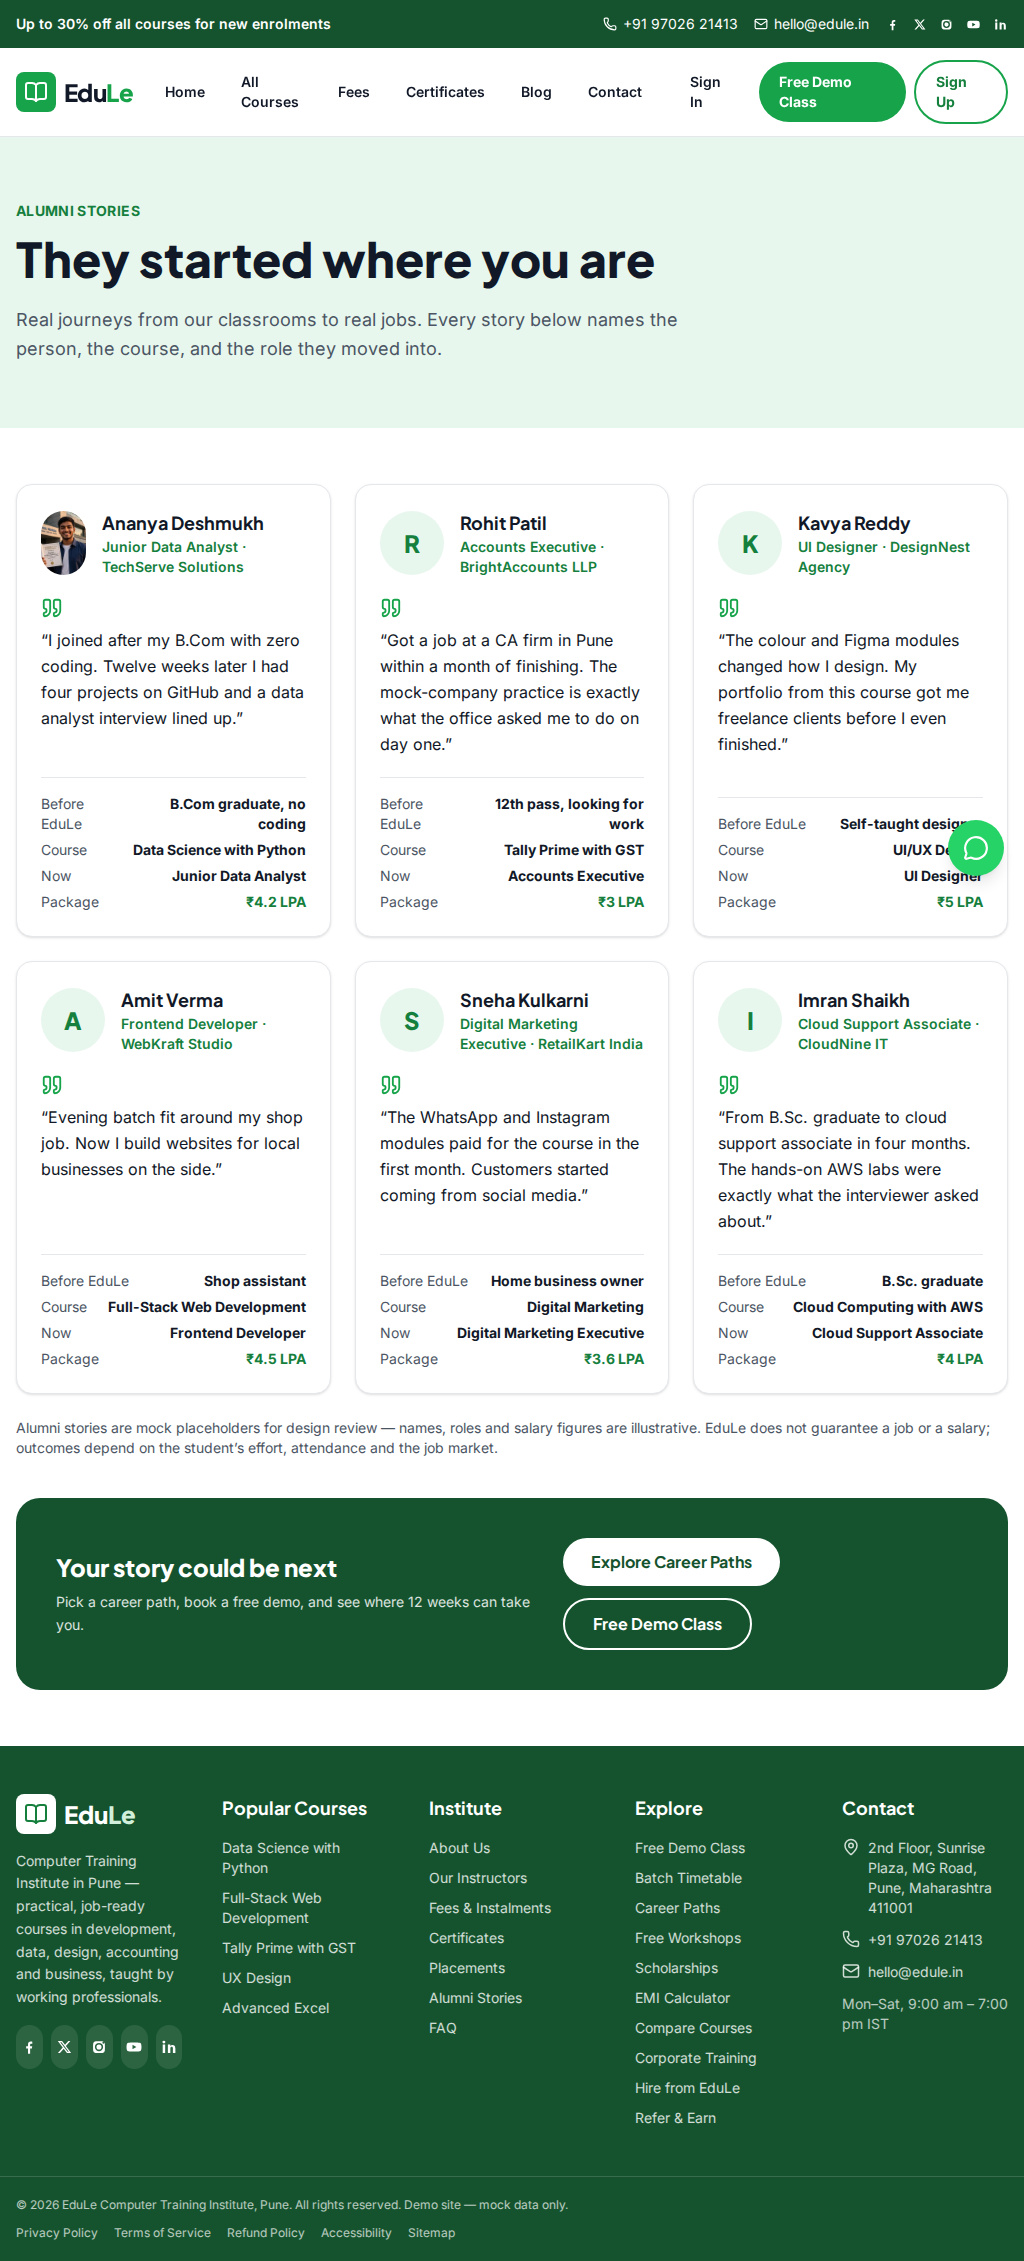 Up to 30% off all courses for new enrolments
+91 97026 21413
hello@edule.in
EduLe
Home
All
Courses
Fees
Certificates
Blog
Contact
Sign
In
Free Demo
Class
Sign
Up
ALUMNI STORIES
They started where you are
Real journeys from our classrooms to real jobs. Every story below names the
person, the course, and the role they moved into.
Ananya Deshmukh
Junior Data Analyst ·
TechServe Solutions
“I joined after my B.Com with zero
coding. Twelve weeks later I had
four projects on GitHub and a data
analyst interview lined up.”
Before
EduLe
B.Com graduate, no
coding
Course
Data Science with Python
Now
Junior Data Analyst
Package
₹4.2 LPA
R
Rohit Patil
Accounts Executive ·
BrightAccounts LLP
“Got a job at a CA firm in Pune
within a month of finishing. The
mock-company practice is exactly
what the office asked me to do on
day one.”
Before
EduLe
12th pass, looking for
work
Course
Tally Prime with GST
Now
Accounts Executive
Package
₹3 LPA
K
Kavya Reddy
UI Designer · DesignNest
Agency
“The colour and Figma modules
changed how I design. My
portfolio from this course got me
freelance clients before I even
finished.”
Before EduLe
Self-taught
Course
UI/UX
Now
UI Designer
Package
₹5 LPA
A
Amit Verma
Frontend Developer ·
WebKraft Studio
“Evening batch fit around my shop
job. Now I build websites for local
businesses on the side.”
Before EduLe
Shop assistant
Course
Full-Stack Web Development
Now
Frontend Developer
Package
₹4.5 LPA
S
Sneha Kulkarni
Digital Marketing
Executive · RetailKart India
“The WhatsApp and Instagram
modules paid for the course in the
first month. Customers started
coming from social media.”
Before EduLe
Home business owner
Course
Digital Marketing
Now
Digital Marketing Executive
Package
₹3.6 LPA
I
Imran Shaikh
Cloud Support Associate ·
CloudNine IT
“From B.Sc. graduate to cloud
support associate in four months.
The hands-on AWS labs were
exactly what the interviewer asked
about.”
Before EduLe
B.Sc. graduate
Course
Cloud Computing with AWS
Now
Cloud Support Associate
Package
₹4 LPA
Alumni stories are mock placeholders for design review — names, roles and salary figures are illustrative. EduLe does not guarantee a job or a salary;
outcomes depend on the student’s effort, attendance and the job market.
Your story could be next
Pick a career path, book a free demo, and see where 12 weeks can take
you.
Explore Career Paths
Free Demo Class
EduLe
Computer Training
Institute in Pune —
practical, job-ready
courses in development,
data, design, accounting
and business, taught by
working professionals.
Popular Courses
Data Science with
Python
Full-Stack Web
Development
Tally Prime with GST
UX Design
Advanced Excel
Institute
About Us
Our Instructors
Fees & Instalments
Certificates
Placements
Alumni Stories
FAQ
Explore
Free Demo Class
Batch Timetable
Career Paths
Free Workshops
Scholarships
EMI Calculator
Compare Courses
Corporate Training
Hire from EduLe
Refer & Earn
Contact
2nd Floor, Sunrise
Plaza, MG Road,
Pune, Maharashtra
411001
+91 97026 21413
hello@edule.in
Mon–Sat, 9:00 am – 7:00
pm IST
© 2026 EduLe Computer Training Institute, Pune. All rights reserved. Demo site — mock data only.
Privacy Policy
Terms of Service
Refund Policy
Accessibility
Sitemap